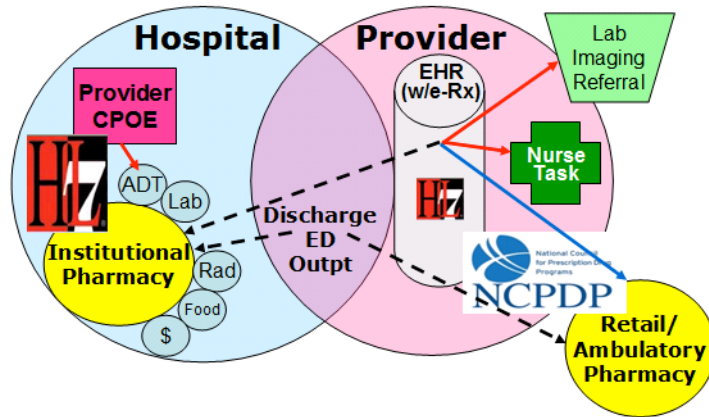 Hospital
Provider
Provider
CPOE
HL7
ADT
Lab
Institutional
Pharmacy
Rad
Food
$
Discharge
ED
Outpt
EHR
(w/e-Rx)
HL7
Lab
Imaging
Referral
Nurse
Task
National Council
for Prescription Drug
Programs
NCPDP
Retail/
Ambulatory
Pharmacy